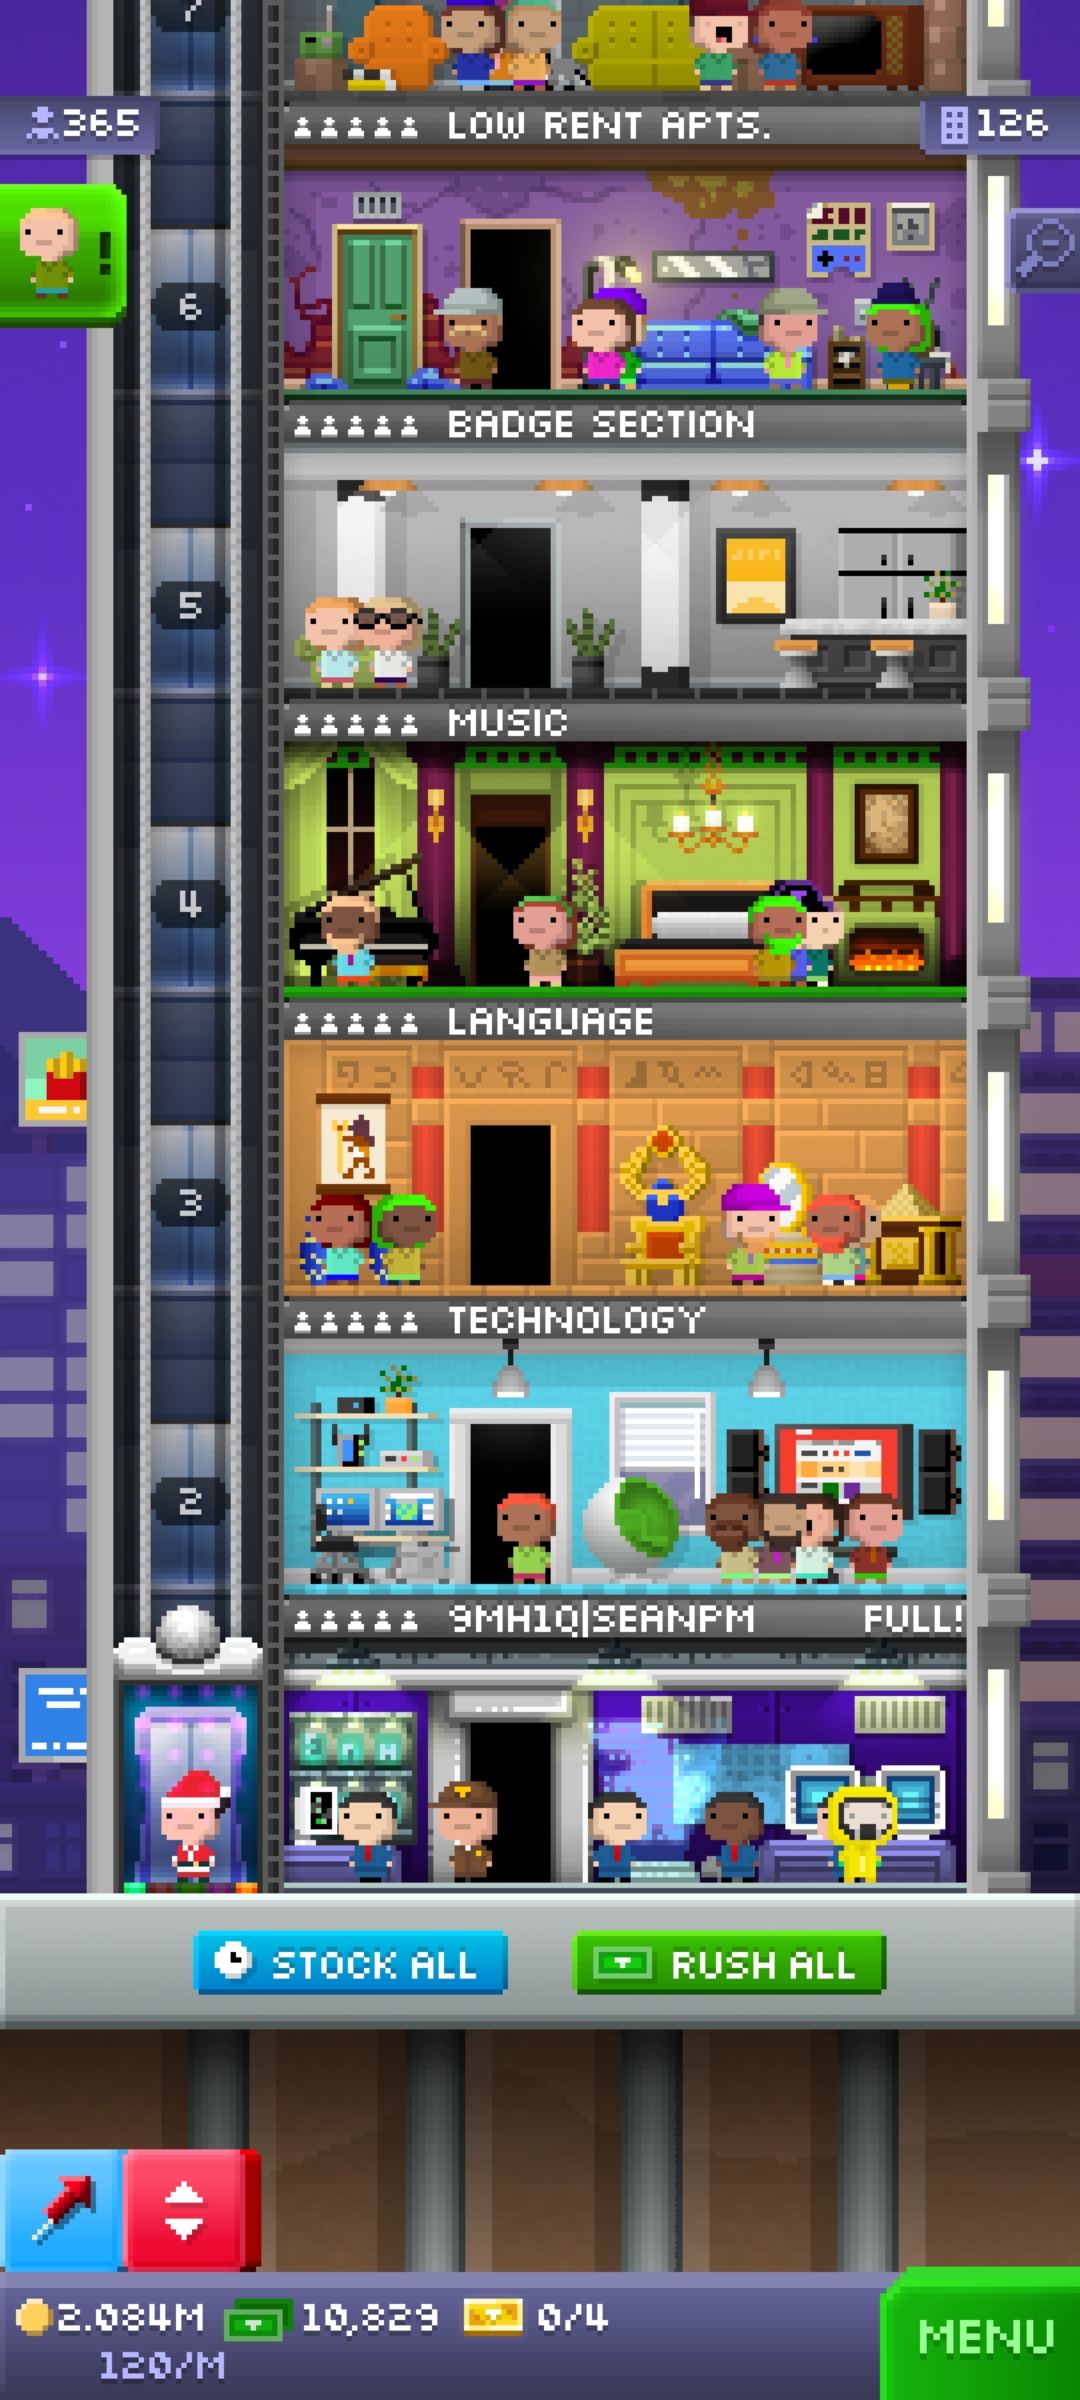 7
365
LOW RENT APTS.
126
6
BADGE SECTION
5
MUSIC
4
LANGUAGE
3
TECHNOLOGY
2
9MH1Q|SEANPM FULL!
STOCK ALL
RUSH ALL
2.084M 10,829 0/4
120/M
MENU